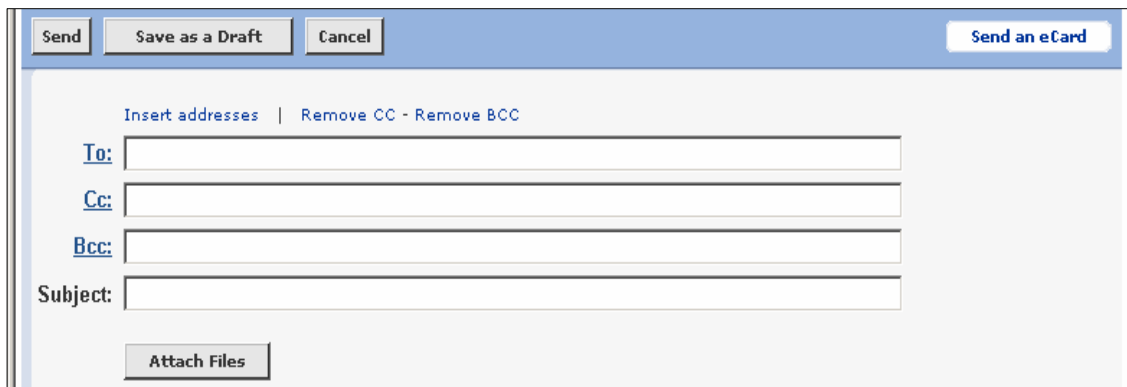 Send Save as a Draft Cancel Send an eCard
Insert addresses | Remove CC - Remove BCC
To:
Cc:
Bcc:
Subject:
Attach Files